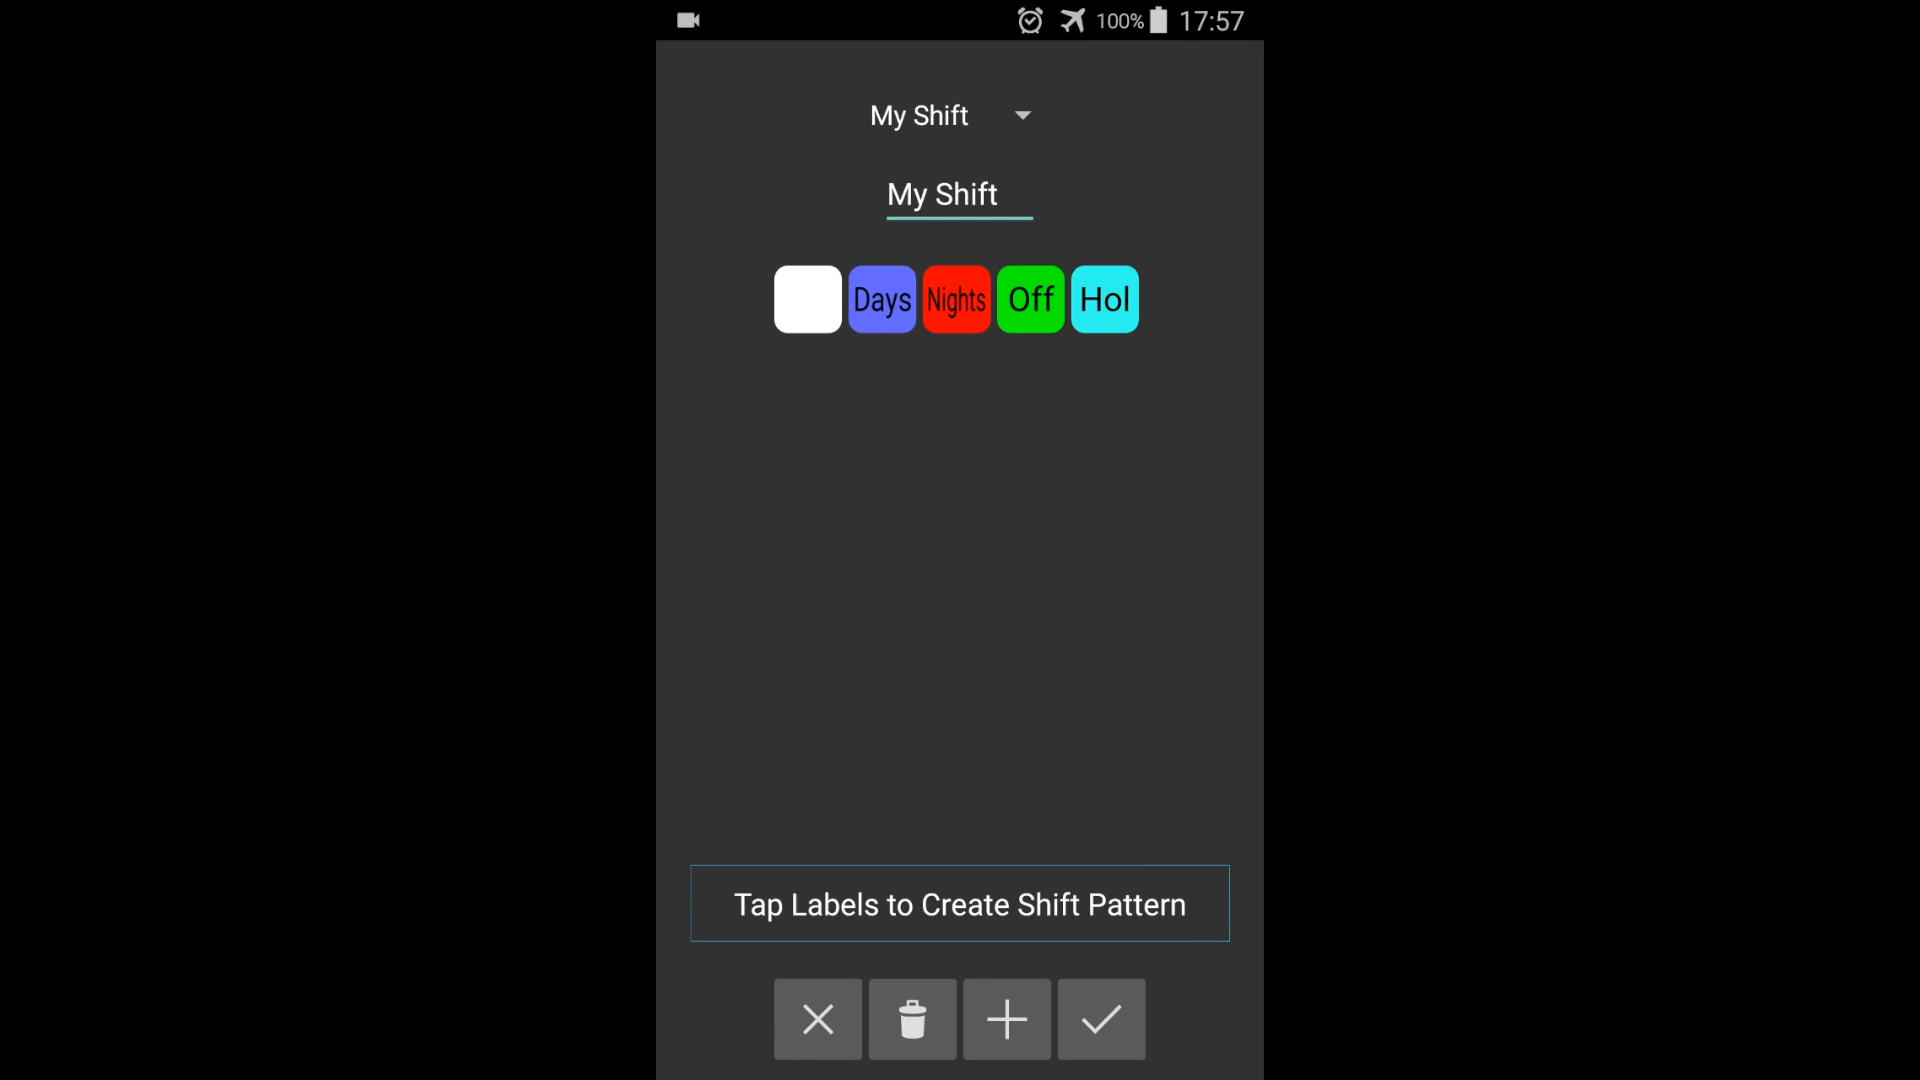 100% 17:57
My Shift
My Shift
Days Nights Off Hol
Tap Labels to Create Shift Pattern